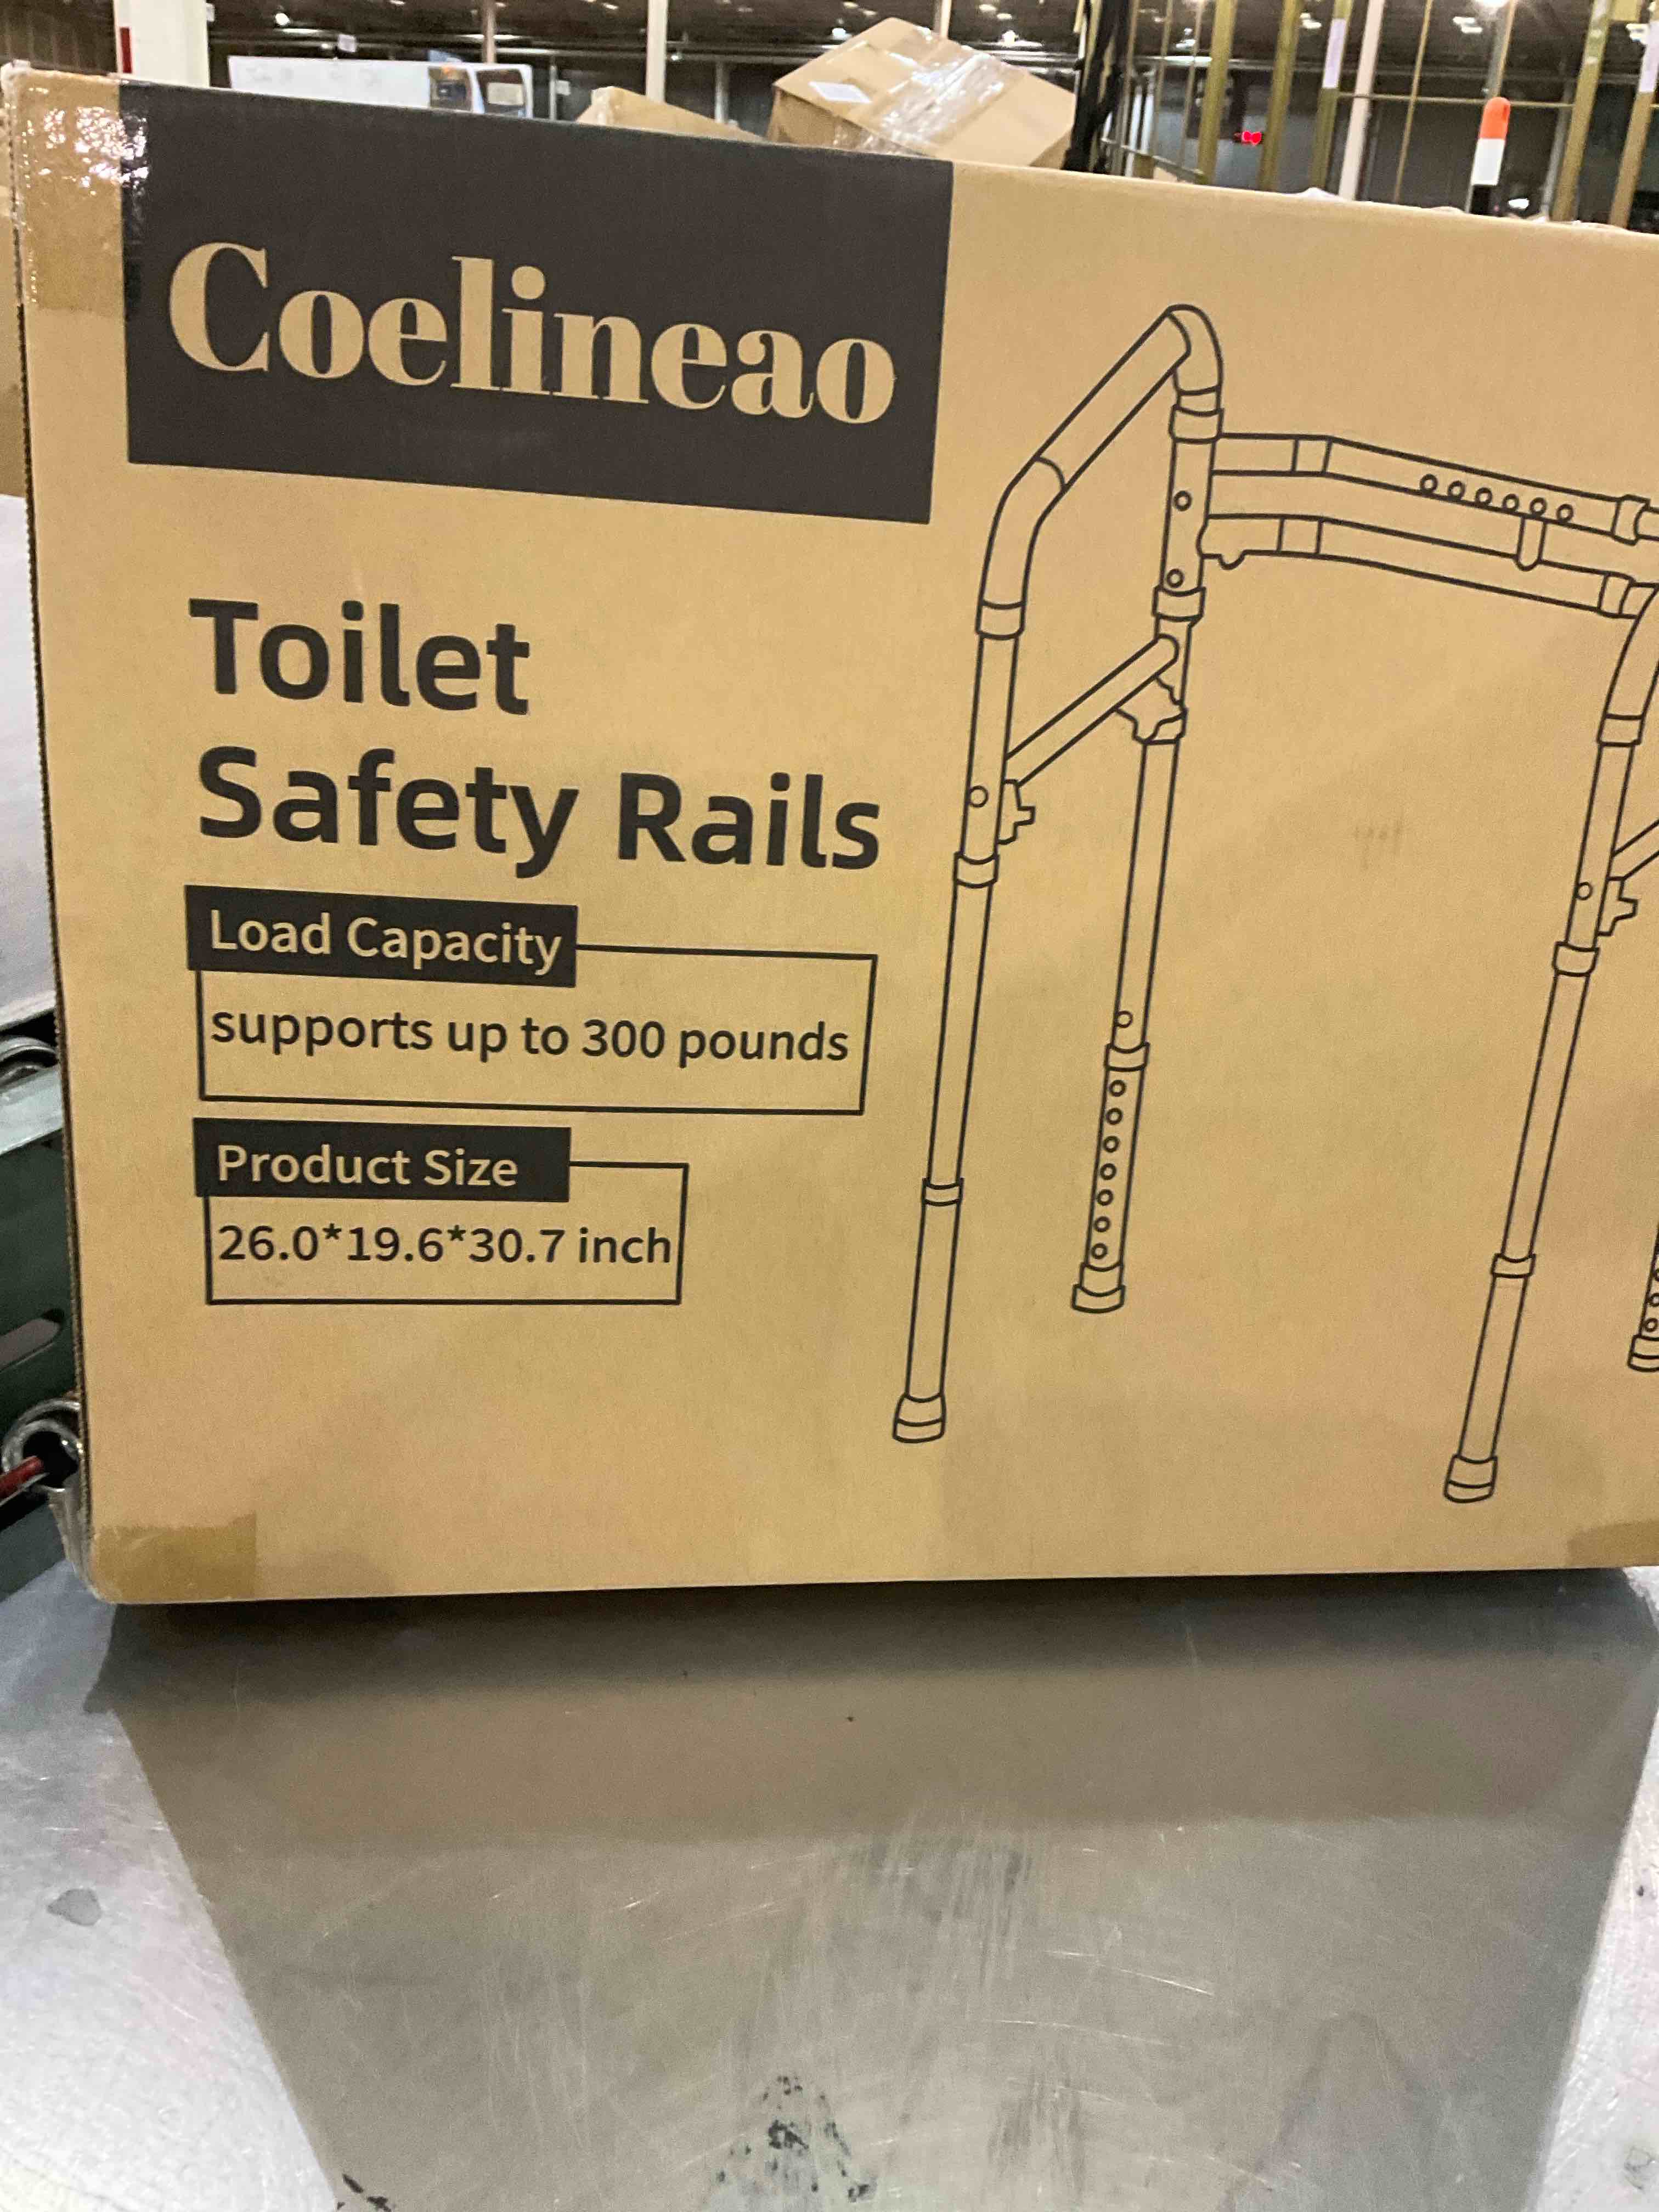 Coelineao
Toilet
Safety Rails
Load Capacity
supports up to 300 pounds
Product Size
26.0*19.6*30.7 inch